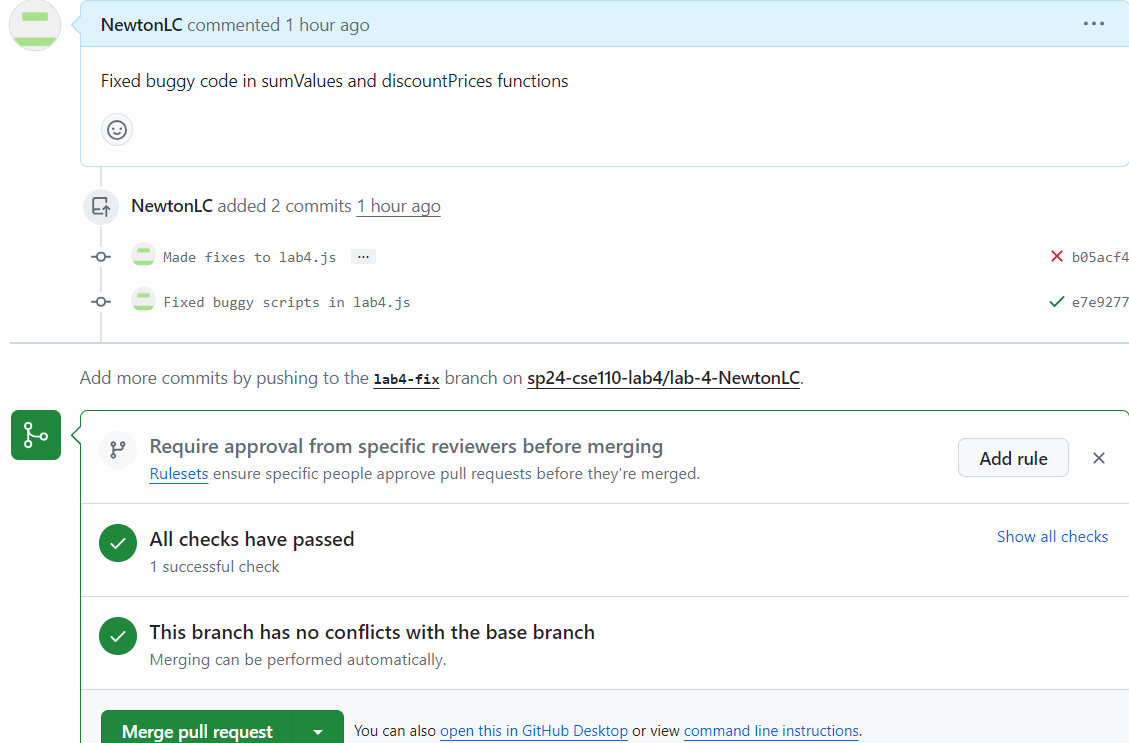 NewtonLC commented 1 hour ago
Fixed buggy code in sumValues and discountPrices functions
NewtonLC added 2 commits 1 hour ago
Made fixes to lab4.js ... b05acf4
Fixed buggy scripts in lab4.js e7e9277
Add more commits by pushing to the lab4-fix branch on sp24-cse110-lab4/lab-4-NewtonLC.
Require approval from specific reviewers before merging
Rulesets ensure specific people approve pull requests before they're merged.
Add rule
All checks have passed
1 successful check
Show all checks
This branch has no conflicts with the base branch
Merging can be performed automatically.
Merge pull request You can also open this in GitHub Desktop or view command line instructions.